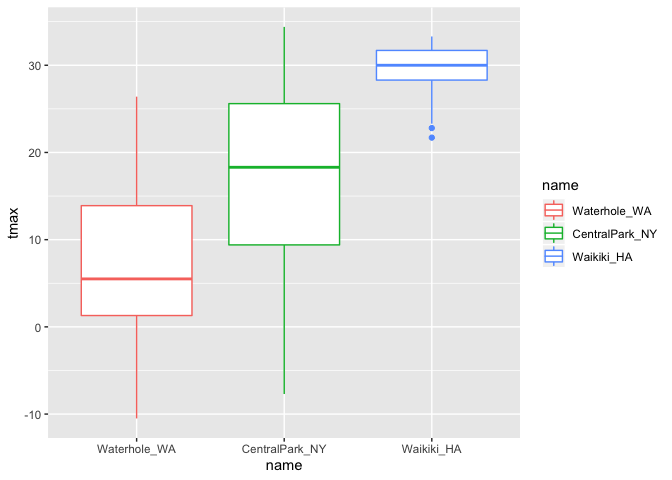 30
20
10
0
-10
tmax
Waterhole_WA CentralPark_NY Waikiki_HA
name
name
Waterhole_WA
CentralPark_NY
Waikiki_HA